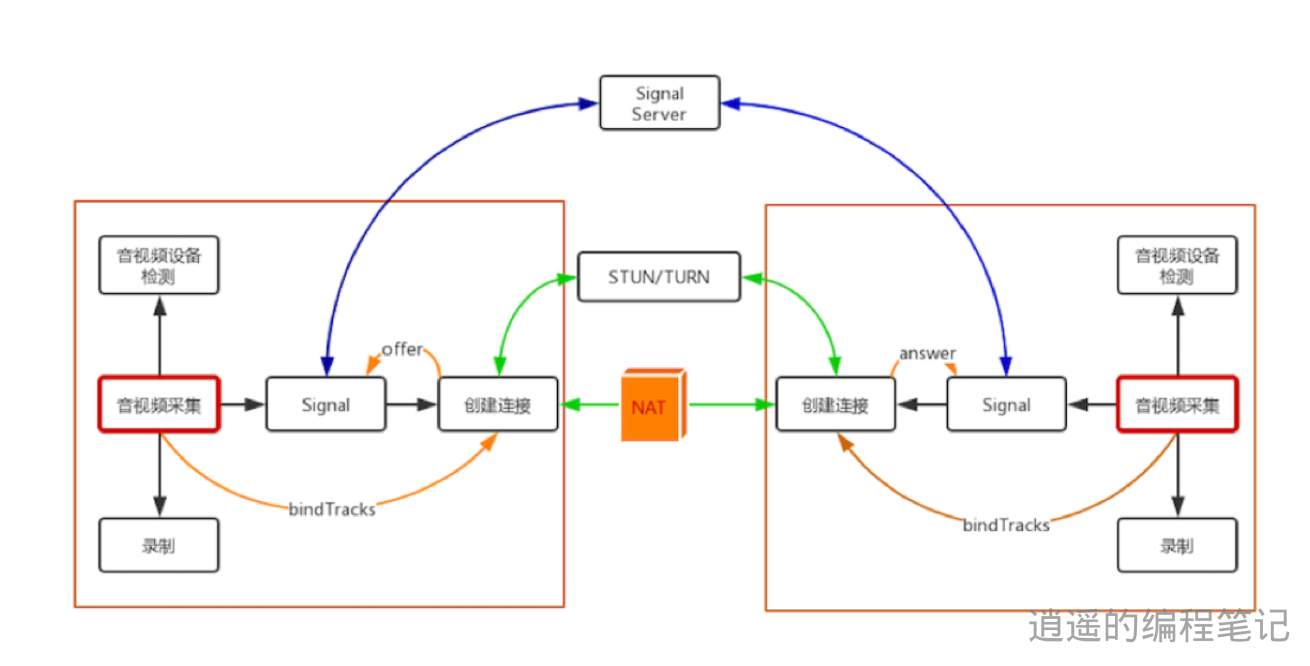 Signal
Server
音视频设备
检测
音视频设备
检测
STUN/TURN
offer
answer
音视频采集
Signal
创建连接
NAT
创建连接
Signal
音视频采集
bindTracks
bindTracks
录制
录制
逍遥的编程笔记